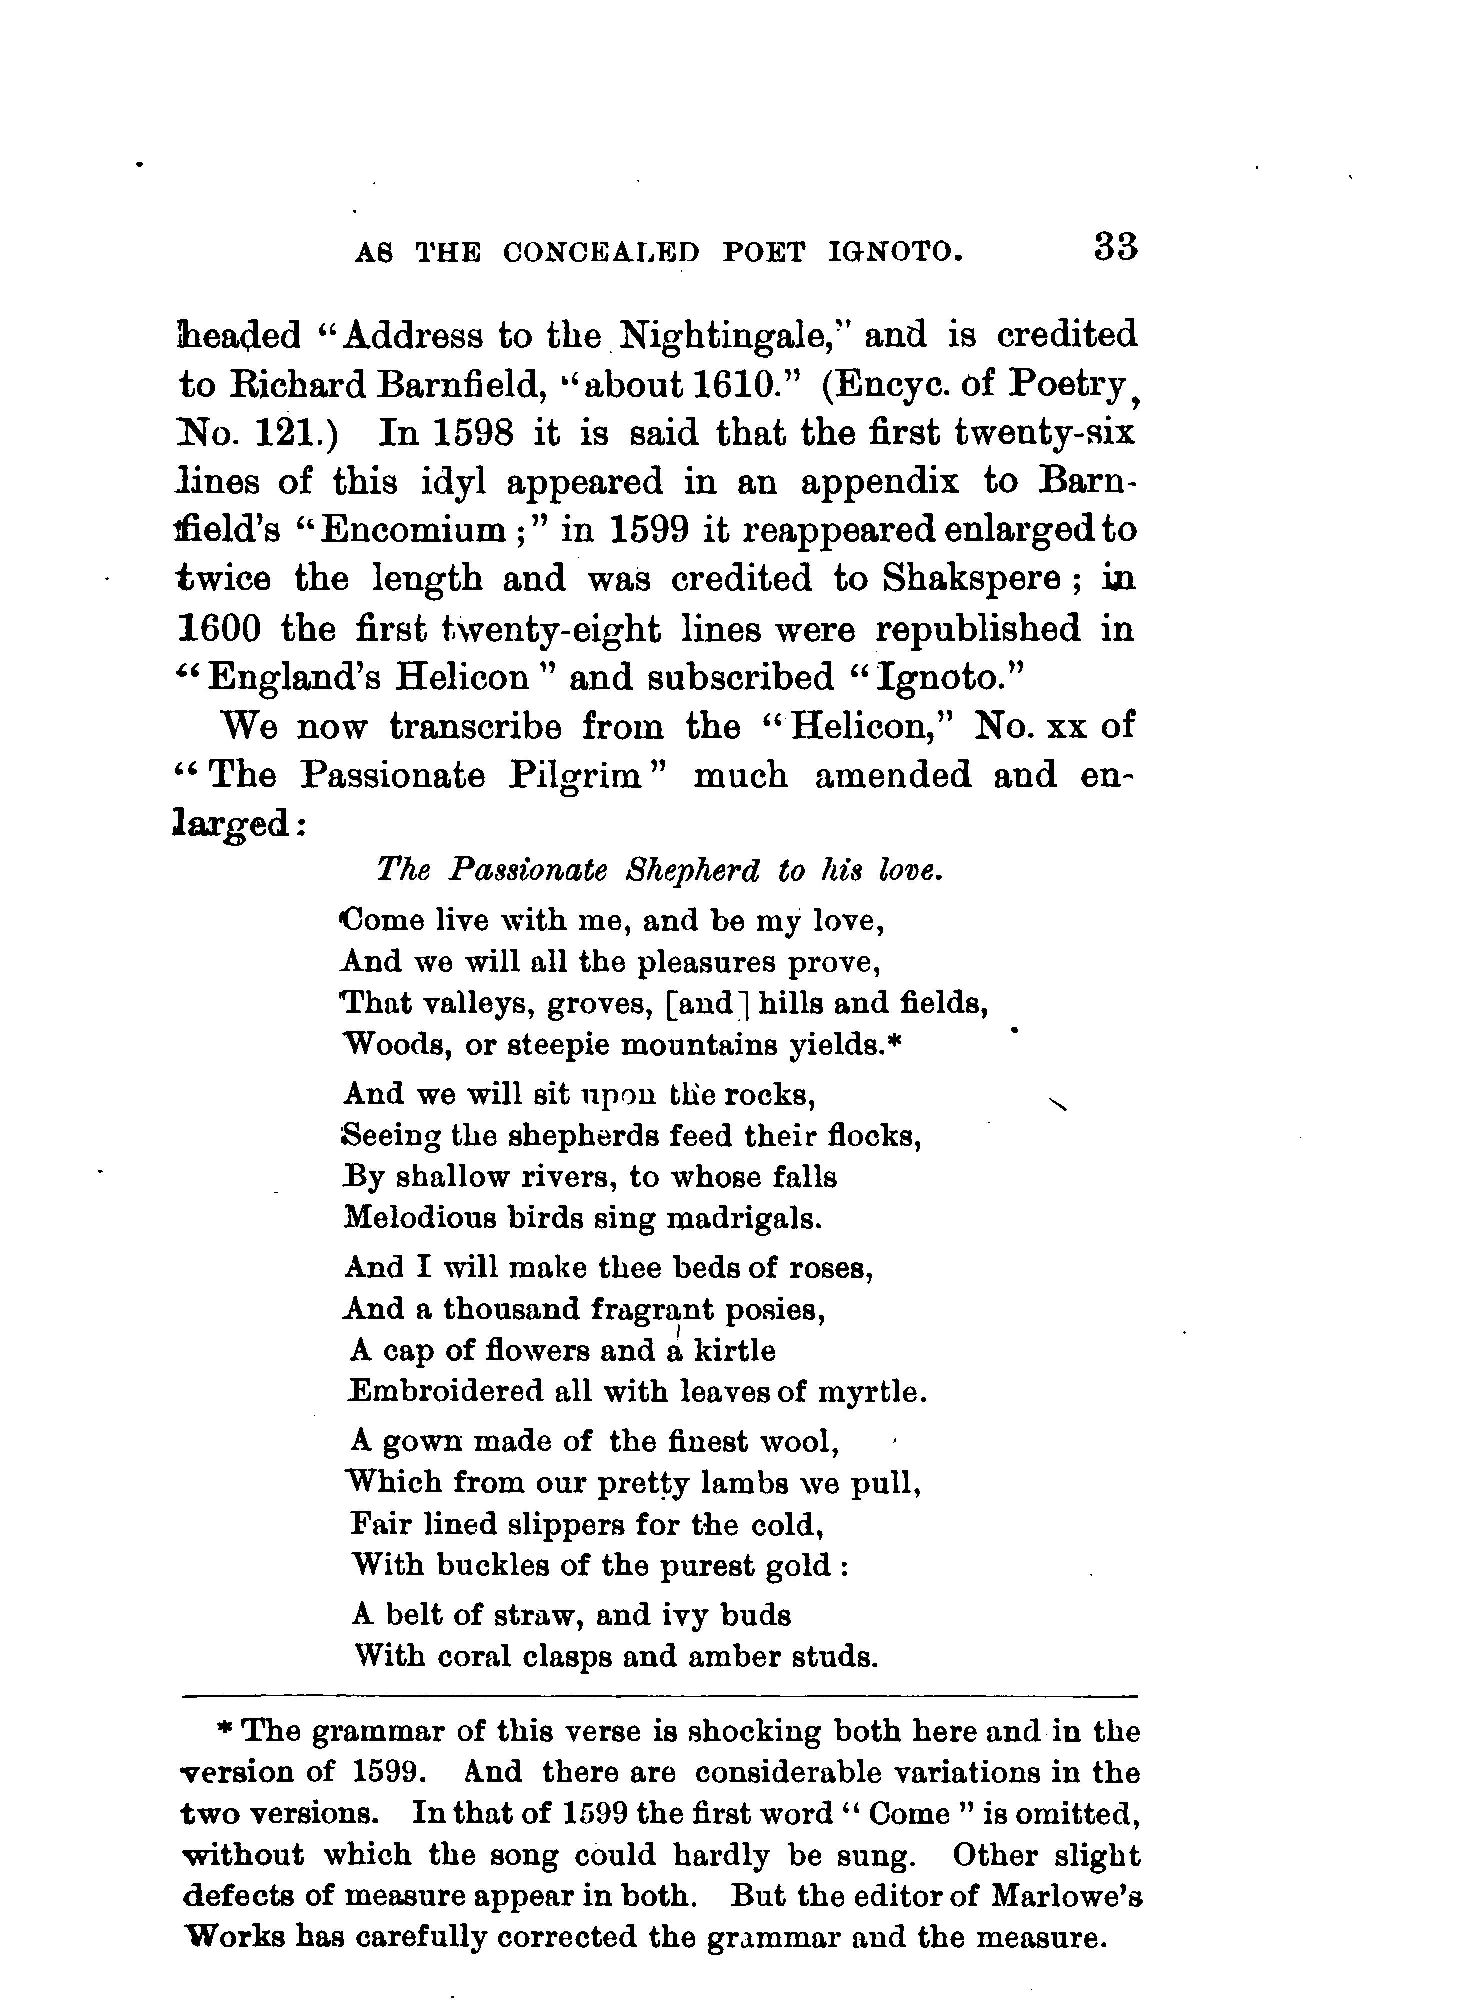 AS THE CONCEALED POET IGNOTO. 33
headed "Address to the Nightingale," and is credited
to Richard Barnfield, "about 1610." (Encyc. of Poetry,
No. 121.) In 1598 it is said that the first twenty-six
lines of this idyl appeared in an appendix to Barn-
field's "Encomium;" in 1599 it reappeared enlarged to
twice the length and was credited to Shakspere; in
1600 the first twenty-eight lines were republished in
"England's Helicon" and subscribed "Ignoto."
We now transcribe from the "Helicon," No. xx of
"The Passionate Pilgrim" much amended and en-
larged:
The Passionate Shepherd to his love.
Come live with me, and be my love,
And we will all the pleasures prove,
That valleys, groves, [and] hills and fields,
Woods, or steepie mountains yields.*
And we will sit upon the rocks,
Seeing the shepherds feed their flocks,
By shallow rivers, to whose falls
Melodious birds sing madrigals.
And I will make thee beds of roses,
And a thousand fragrant posies,
A cap of flowers and a kirtle
Embroidered all with leaves of myrtle.
A gown made of the finest wool,
Which from our pretty lambs we pull,
Fair lined slippers for the cold,
With buckles of the purest gold:
A belt of straw, and ivy buds
With coral clasps and amber studs.
* The grammar of this verse is shocking both here and in the
version of 1599. And there are considerable variations in the
two versions. In that of 1599 the first word "Come" is omitted,
without which the song could hardly be sung. Other slight
defects of measure appear in both. But the editor of Marlowe's
Works has carefully corrected the grammar and the measure.